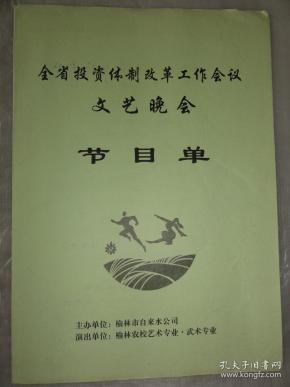 全省投资体制改革工作会议
文艺晚会
节目单
主办单位：榆林市自来水公司
演出单位：榆林农校艺术专业·武术专业
孔夫子旧书网